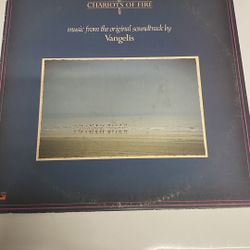 CHARIOTS OF FIRE
music from the original soundtrack by
Vangelis